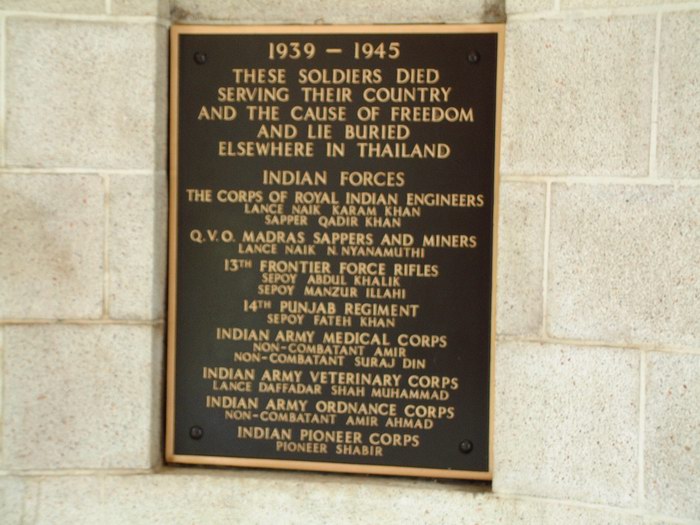 1939 – 1945
THESE SOLDIERS DIED
SERVING THEIR COUNTRY
AND THE CAUSE OF FREEDOM
AND LIE BURIED
ELSEWHERE IN THAILAND
INDIAN FORCES
THE CORPS OF ROYAL INDIAN ENGINEERS
LANCE NAIK KARAM KHAN
SAPPER QADIR KHAN
Q.V.O. MADRAS SAPPERS AND MINERS
LANCE NAIK N. NYANAMUTHI
13TH FRONTIER FORCE RIFLES
SEPOY ABDUL KHALIK
SEPOY MANZUR ILLAHI
14TH PUNJAB REGIMENT
SEPOY FATEH KHAN
INDIAN ARMY MEDICAL CORPS
NON-COMBATANT AMIR
NON-COMBATANT SURAJ DIN
INDIAN ARMY VETERINARY CORPS
LANCE DAFFADAR SHAH MUHAMMAD
INDIAN ARMY ORDNANCE CORPS
NON-COMBATANT AMIR AHMAD
INDIAN PIONEER CORPS
PIONEER SHABIR